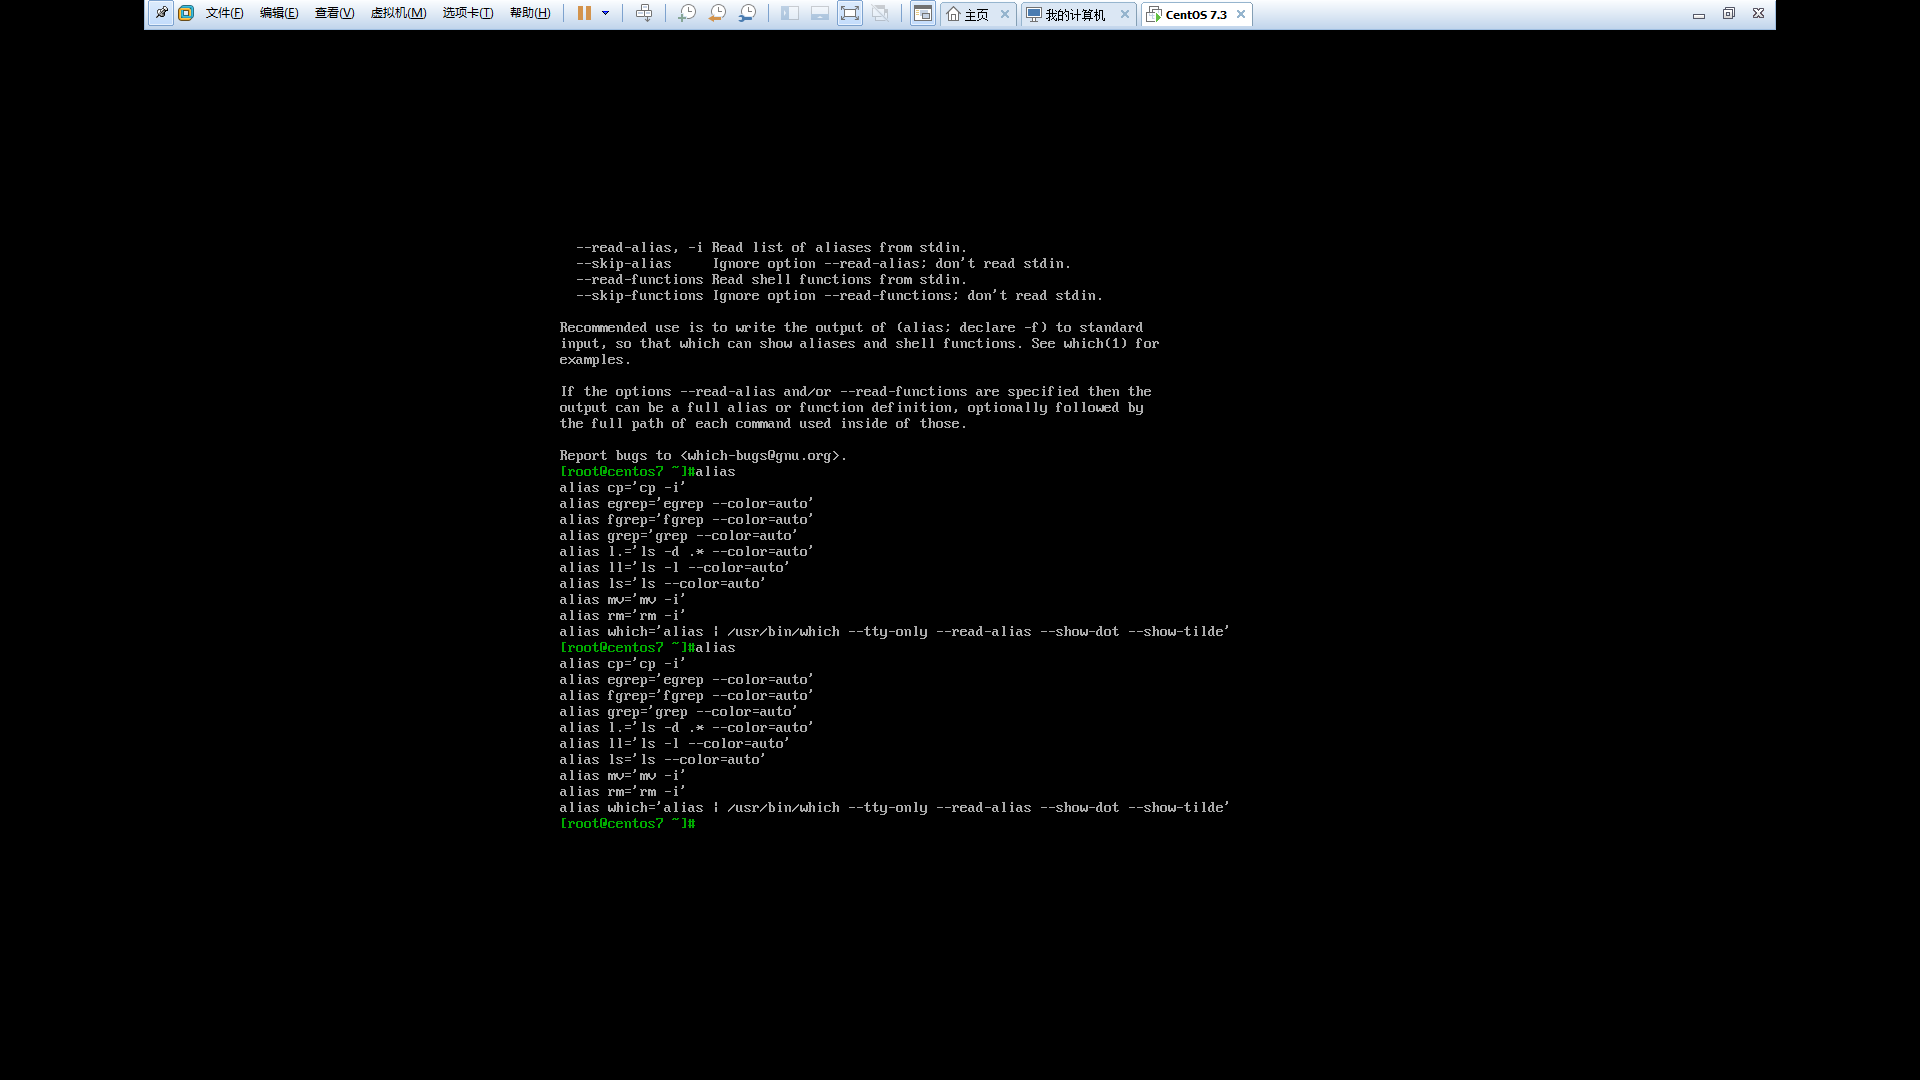 文件(F) 编辑(E) 查看(V) 虚拟机(M) 选项卡(T) 帮助(H) 主页 我的计算机 CentOS 7.3
--read-alias, -i Read list of aliases from stdin.
--skip-alias     Ignore option --read-alias; don't read stdin.
--read-functions Read shell functions from stdin.
--skip-functions Ignore option --read-functions; don't read stdin.
Recommended use is to write the output of (alias; declare -f) to standard
input, so that which can show aliases and shell functions. See which(1) for
examples.
If the options --read-alias and/or --read-functions are specified then the
output can be a full alias or function definition, optionally followed by
the full path of each command used inside of those.
Report bugs to <which-bugs@gnu.org>.
[root@centos7 ~]#alias
alias cp='cp -i'
alias egrep='egrep --color=auto'
alias fgrep='fgrep --color=auto'
alias grep='grep --color=auto'
alias l.='ls -d .* --color=auto'
alias ll='ls -l --color=auto'
alias ls='ls --color=auto'
alias mv='mv -i'
alias rm='rm -i'
alias which='alias | /usr/bin/which --tty-only --read-alias --show-dot --show-tilde'
[root@centos7 ~]#alias
alias cp='cp -i'
alias egrep='egrep --color=auto'
alias fgrep='fgrep --color=auto'
alias grep='grep --color=auto'
alias l.='ls -d .* --color=auto'
alias ll='ls -l --color=auto'
alias ls='ls --color=auto'
alias mv='mv -i'
alias rm='rm -i'
alias which='alias | /usr/bin/which --tty-only --read-alias --show-dot --show-tilde'
[root@centos7 ~]#